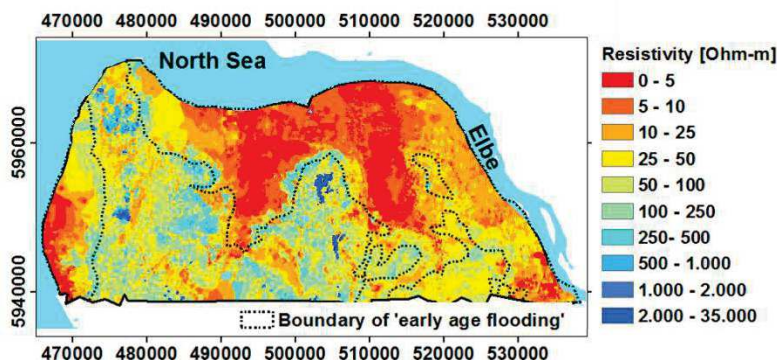 470000 480000 490000 500000 510000 520000 530000
North Sea
Elbe
5960000
5940000
Boundary of 'early age flooding'
470000 480000 490000 500000 510000 520000 530000
Resistivity [Ohm-m]
0 - 5
5 - 10
10 - 25
25 - 50
50 - 100
100 - 250
250- 500
500 - 1.000
1.000 - 2.000
2.000 - 35.000